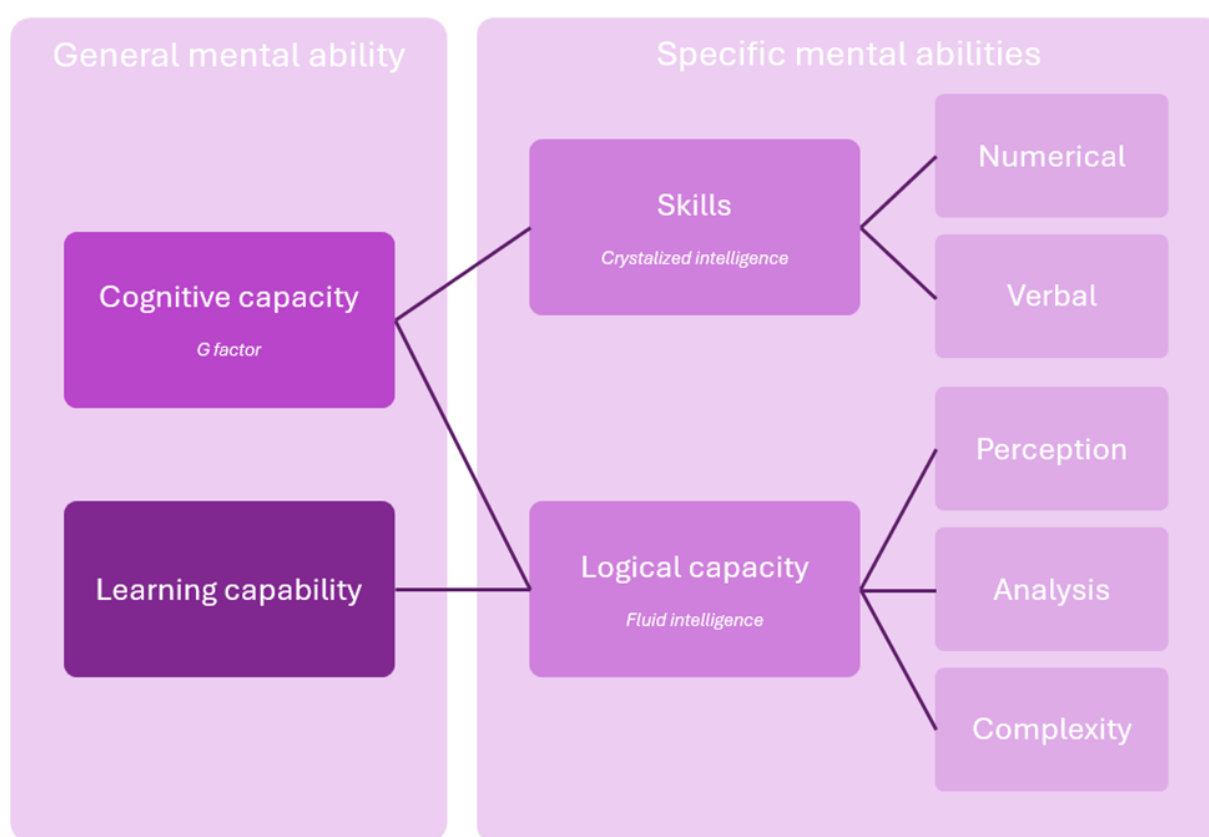 General mental ability
Specific mental abilities
Cognitive capacity
G factor
Learning capability
Skills
Crystalized intelligence
Logical capacity
Fluid intelligence
Numerical
Verbal
Perception
Analysis
Complexity